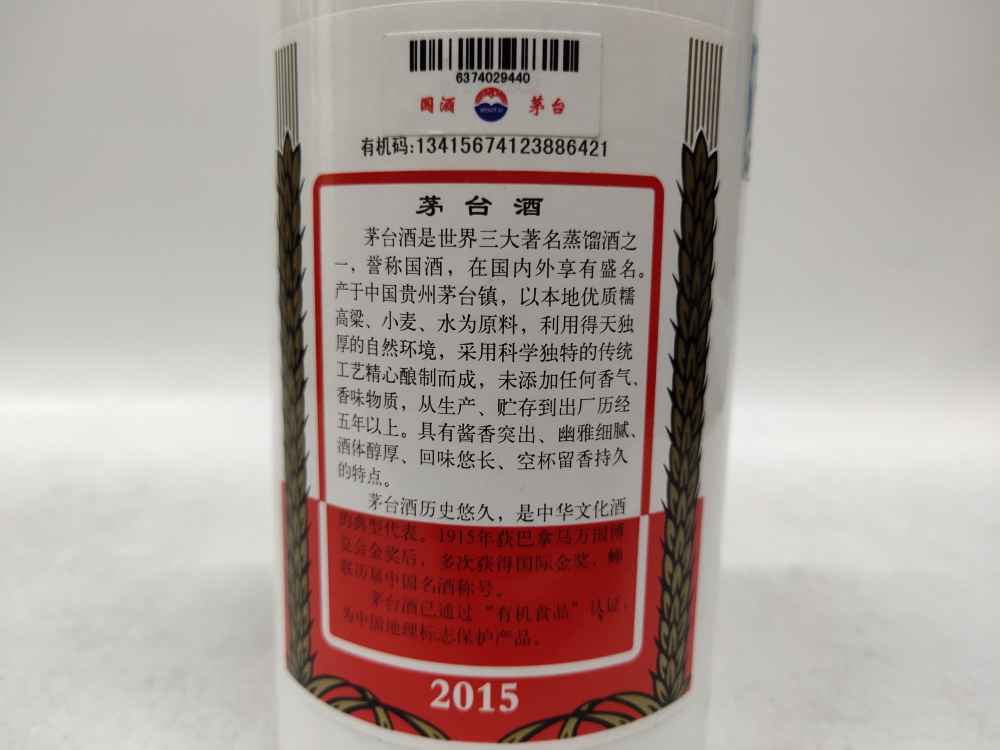 6374029440
国酒 茅台
有机码:13415674123886421
茅台酒
茅台酒是世界三大著名蒸馏酒之
一，誉称国酒，在国内外享有盛名。
产于中国贵州茅台镇，以本地优质糯
高粱、小麦、水为原料，利用得天独
厚的自然环境，采用科学独特的传统
工艺精心酿制而成，未添加任何香气、
香味物质，从生产、贮存到出厂历经
五年以上。具有酱香突出、幽雅细腻、
酒体醇厚、回味悠长、空杯留香持久
的特点。
茅台酒历史悠久，是中华文化酒
的典型代表。1915年获巴拿马万国博
览会金奖后，多次获得国际金奖，蝉
联历届中国名酒称号。
茅台酒已通过“有机食品”认证，
为中国地理标志保护产品。
2015